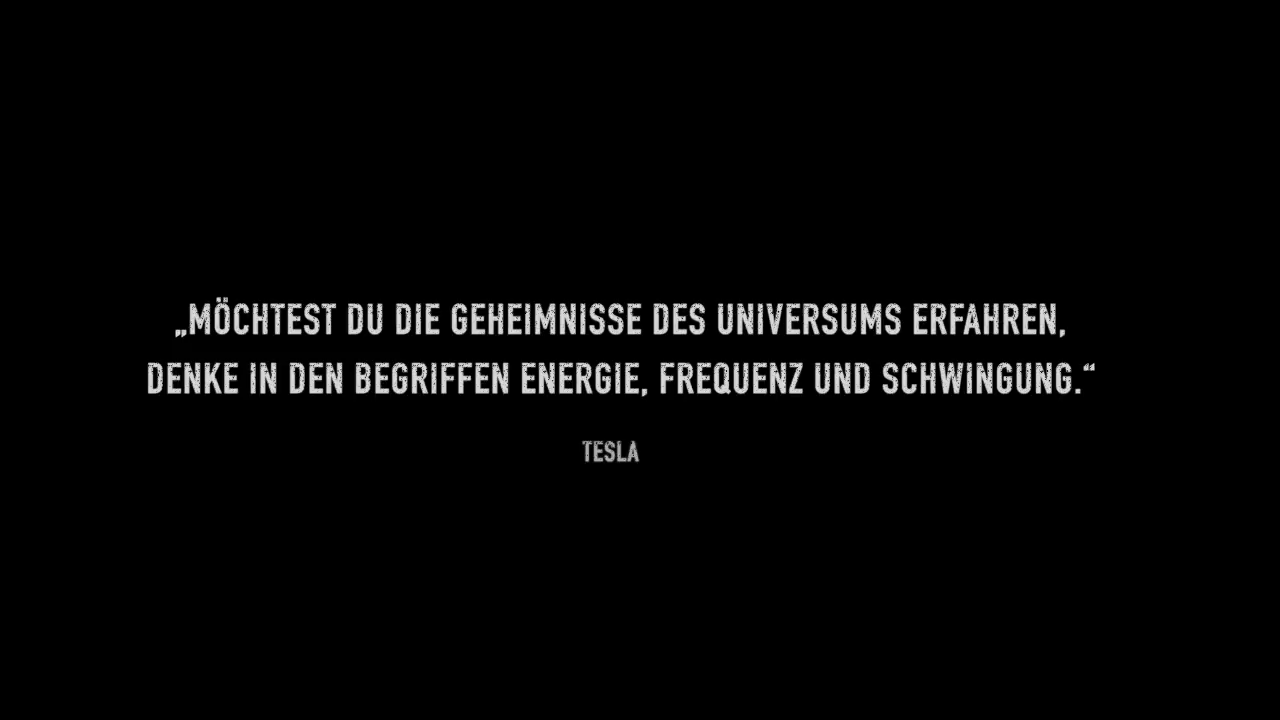 „MÖCHTEST DU DIE GEHEIMNISSE DES UNIVERSUMS ERFAHREN,
DENKE IN DEN BEGRIFFEN ENERGIE, FREQUENZ UND SCHWINGUNG.“
TESLA